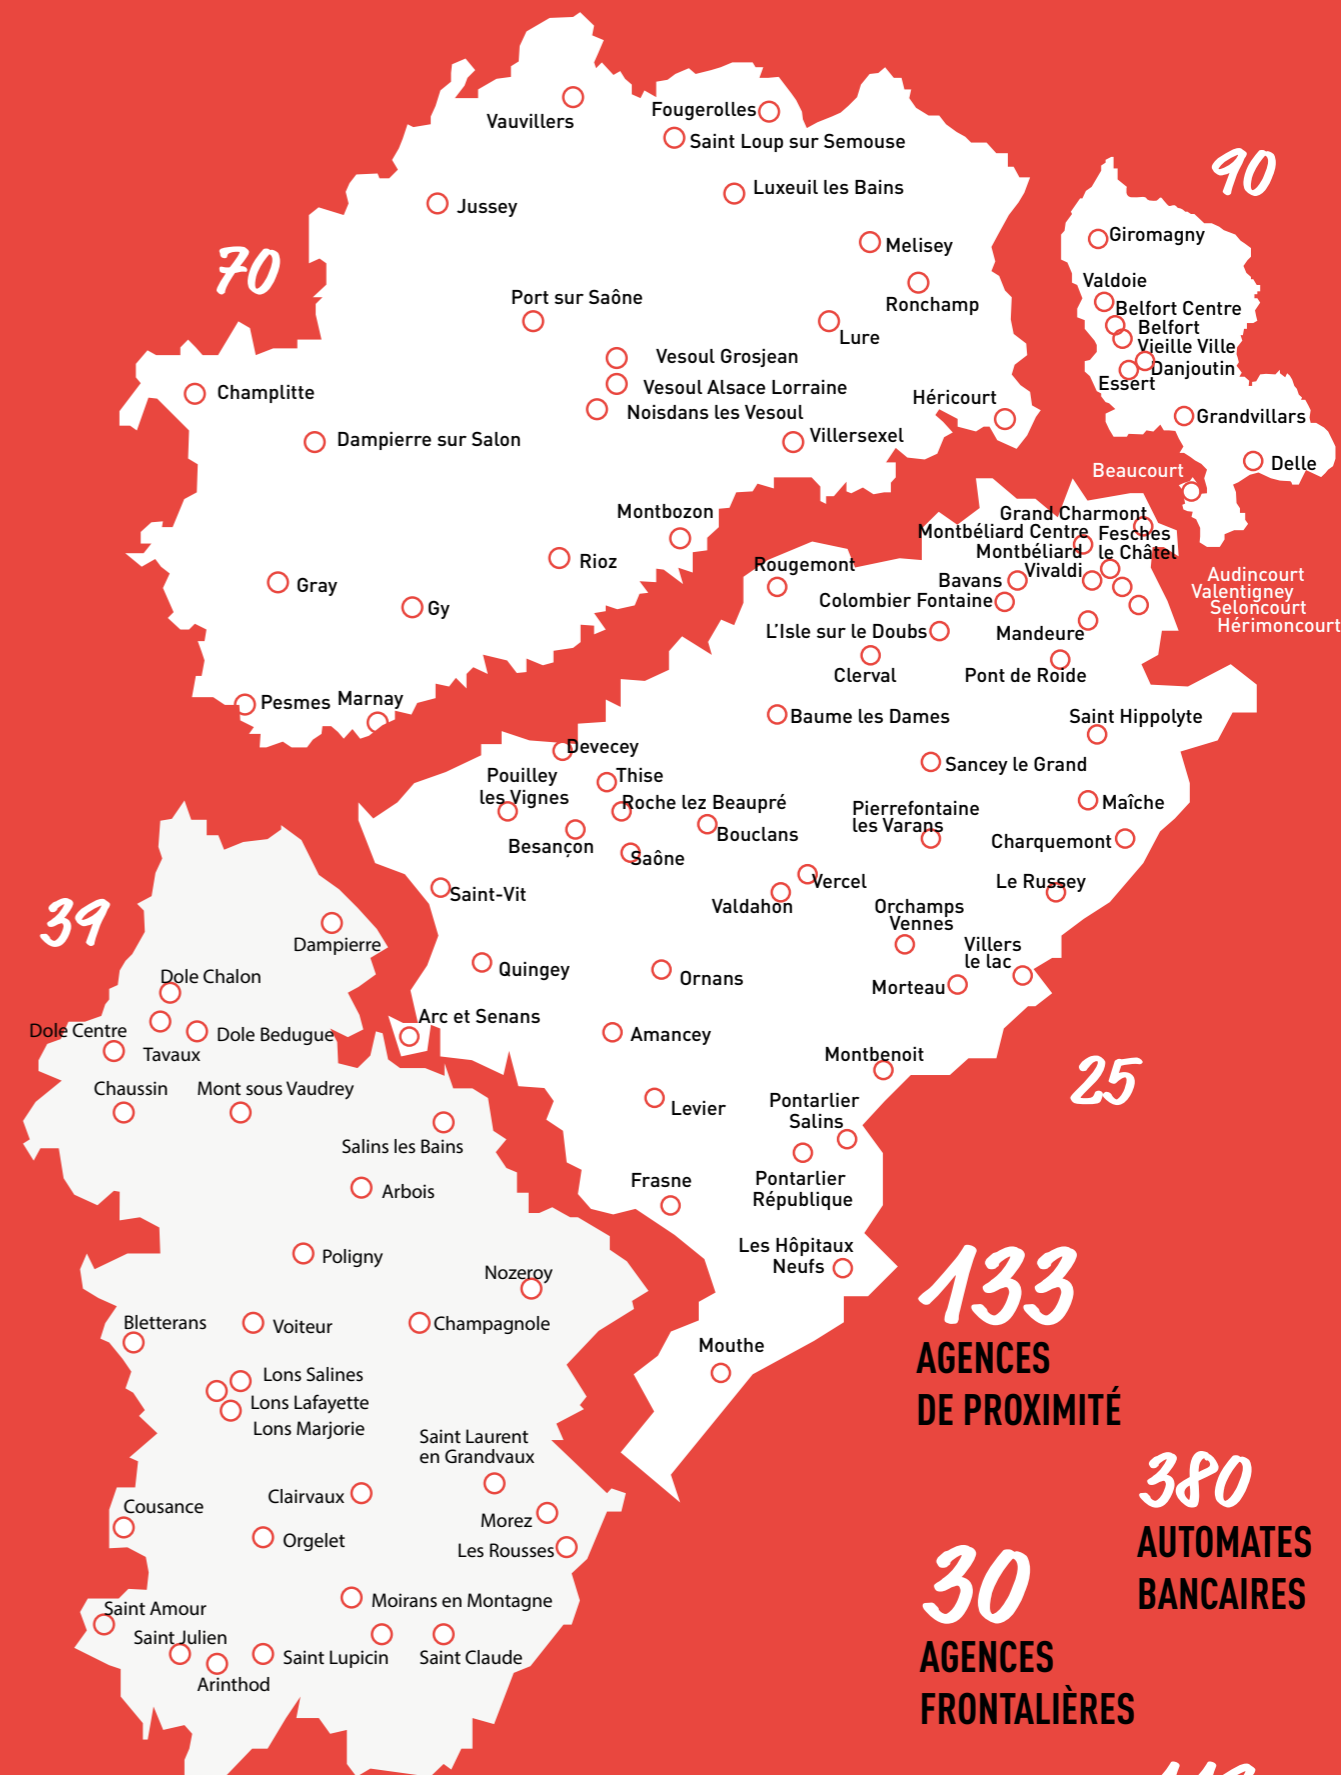 Vauvillers
Fougerolles
Saint Loup sur Semouse
Luxeuil les Bains
Jussey
Melisey
Ronchamp
70
Port sur Saône
Lure
Vesoul Grosjean
Vesoul Alsace Lorraine
Noisdans les Vesoul
Champlitte
Dampierre sur Salon
Héricourt
Villersexel
Montbozon
Rioz
Gray
Gy
Pesmes
Marnay
90
Giromagny
Valdoie
Belfort Centre
Belfort
Vieille Ville
Danjoutin
Essert
Grandvillars
Delle
Beaucourt
Grand Charmont
Montbéliard Centre
Fesches
le Châtel
Montbéliard
Vivaldi
Rougemont
Bavans
Colombier Fontaine
Audincourt
Valentigney
Seloncourt
Hérimoncourt
L'Isle sur le Doubs
Mandeure
Clerval
Pont de Roide
Baume les Dames
Saint Hippolyte
Devecey
Sancey le Grand
Pouilley
les Vignes
Thise
Roche lez Beaupré
Maîche
Pierrefontaine
les Varans
Bouclans
Besançon
Charquemont
Saône
Saint-Vit
Vercel
Valdahon
Le Russey
Orchamps
Vennes
Villers
le lac
Quingey
Ornans
Morteau
Arc et Senans
Amancey
Montbenoit
25
Levier
Pontarlier
Salins
Pontarlier
République
Frasne
Les Hôpitaux
Neufs
Mouthe
39
Dampierre
Dole Chalon
Dole Centre
Dole Bedugue
Tavaux
Chaussin
Mont sous Vaudrey
Salins les Bains
Arbois
Poligny
Nozeroy
Bletterans
Voiteur
Champagnole
Lons Salines
Lons Lafayette
Lons Marjorie
Saint Laurent
en Grandvaux
Clairvaux
Cousance
Morez
Orgelet
Les Rousses
Moirans en Montagne
Saint Amour
Saint Julien
Saint Lupicin
Saint Claude
Arinthod
133
AGENCES
DE PROXIMITÉ
380
AUTOMATES
BANCAIRES
30
AGENCES
FRONTALIÈRES